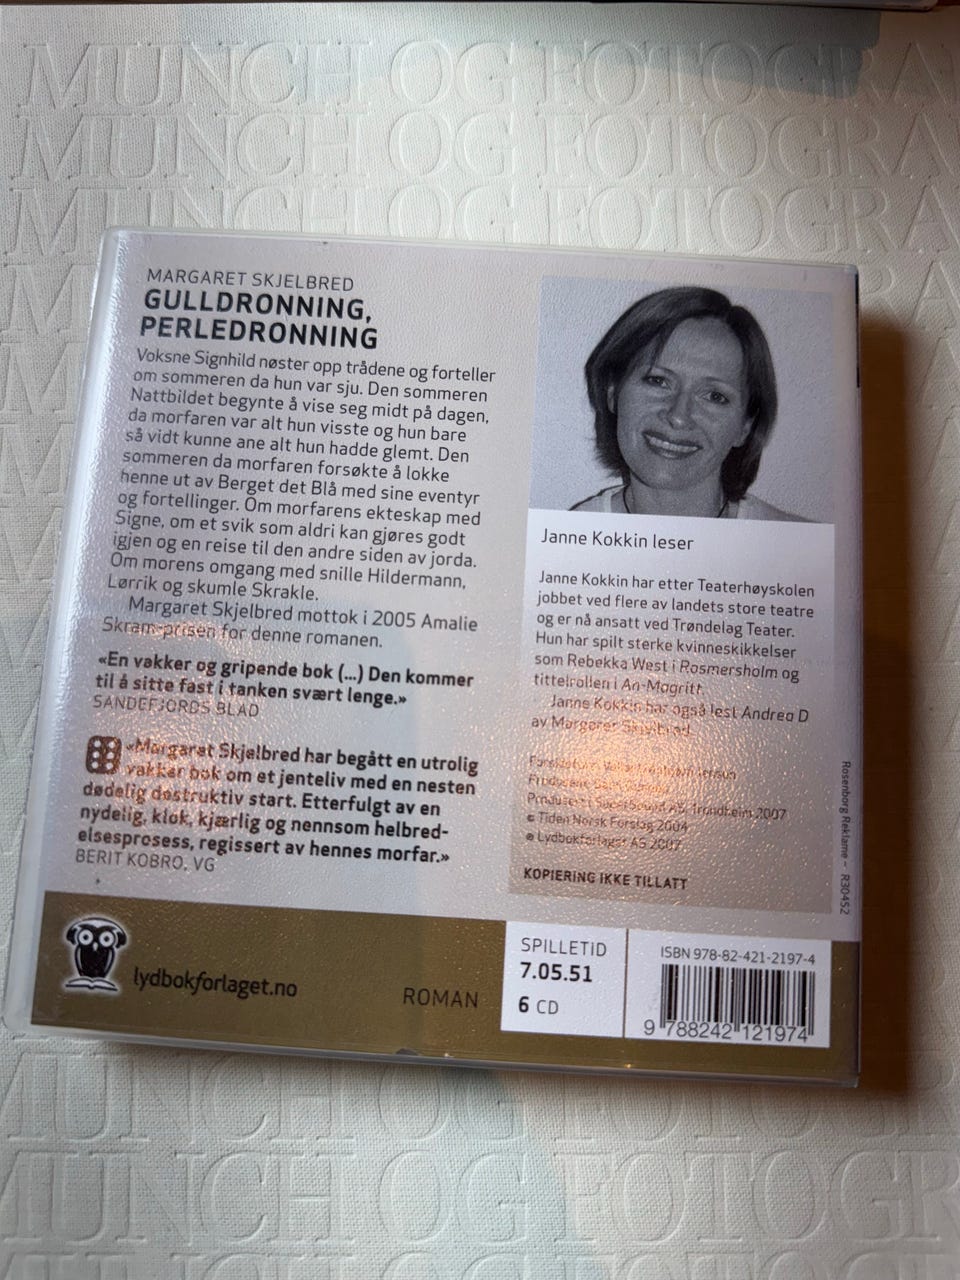 MUNCH OG FOTOGRA
MUNCH OG FOTOGRA
MUNCH OG FOTOGRA
MARGARET SKJELBRED
GULLDRONNING,
PERLEDRONNING
Voksne Signhild nøster opp trådene og forteller
om sommeren da hun var sju. Den sommeren
Nattbildet begynte å vise seg midt på dagen,
da morfaren var alt hun visste og hun bare
så vidt kunne ane alt hun hadde glemt. Den
sommeren da morfaren forsøkte å lokke
henne ut av Berget det Blå med sine eventyr
og fortellinger. Om morfarens ekteskap med
Signe, om et svik som aldri kan gjøres godt
igjen og en reise til den andre siden av jorda.
Om morens omgang med snille Hildermann,
Lørrik og skumle Skrakle.
Margaret Skjelbred mottok i 2005 Amalie
Skram-prisen for denne romanen.
«En vakker og gripende bok (...) Den kommer
til å sitte fast i tanken svært lenge.»
SANDEFJORDS BLAD
«Margaret Skjelbred har begått en utrolig
vakker bok om et jenteliv med en nesten
dødelig destruktiv start. Etterfulgt av en
nydelig, klok, kjærlig og nennsom helbred-
elsesprosess, regissert av hennes morfar.»
BERIT KOBRO, VG
Janne Kokkin leser
Janne Kokkin har etter Teaterhøyskolen
jobbet ved flere av landets store teatre
og er nå ansatt ved Trøndelag Teater.
Hun har spilt sterke kvinneskikkelser
som Rebekka West i Rosmersholm og
tittelrollen i An-Magritt.
Janne Kokkin har også lest Andrea D
av Margaret Skjelbred.
Produsent: SuperSound AS, Trondheim 2007
© Tiden Norsk Forlag 2004
℗ Lydbokforlaget AS 2007
KOPIERING IKKE TILLATT
Rosenborg Reklame – R30452
lydbokforlaget.no
ROMAN
SPILLETID
7.05.51
6 CD
ISBN 978-82-421-2197-4
9 788242 121974
MUNCH OG FOTOGRA
MUNCH OG FOTOGR